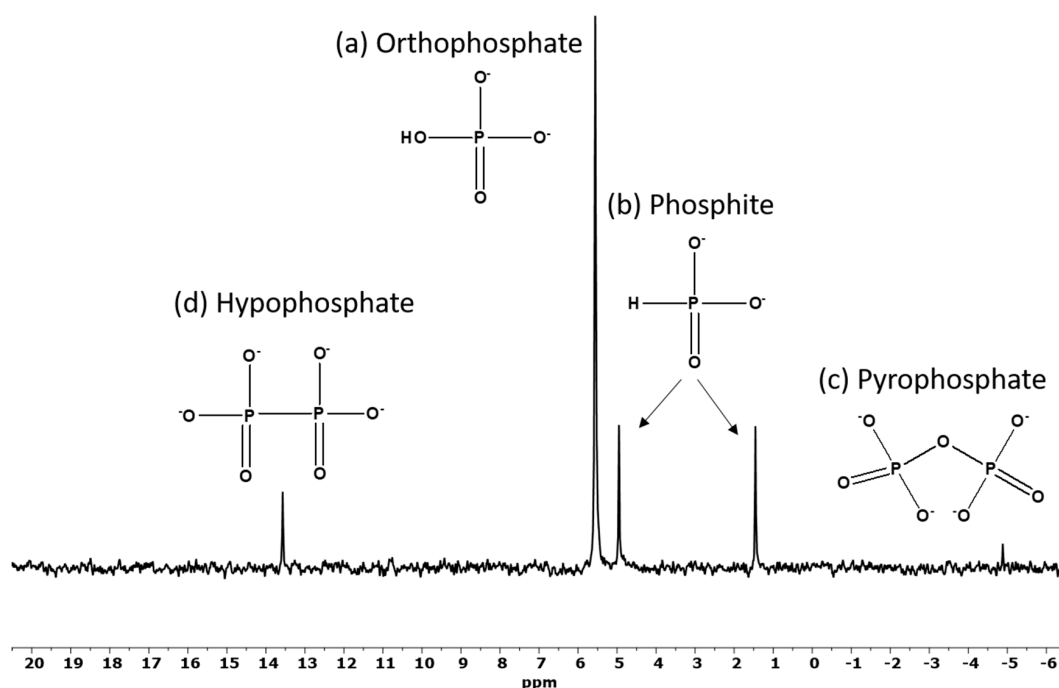 (a) Orthophosphate
O-
HO P O-
O
(b) Phosphite
O-
H P O-
O
(d) Hypophosphate
O- O-
-O P P O-
O O
(c) Pyrophosphate
-O O-
O
P P
O O
O- -O
20 19 18 17 16 15 14 13 12 11 10 9 8 7 6 5 4 3 2 1 0 -1 -2 -3 -4 -5 -6
ppm